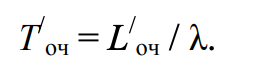 T′оч = L′оч / λ.